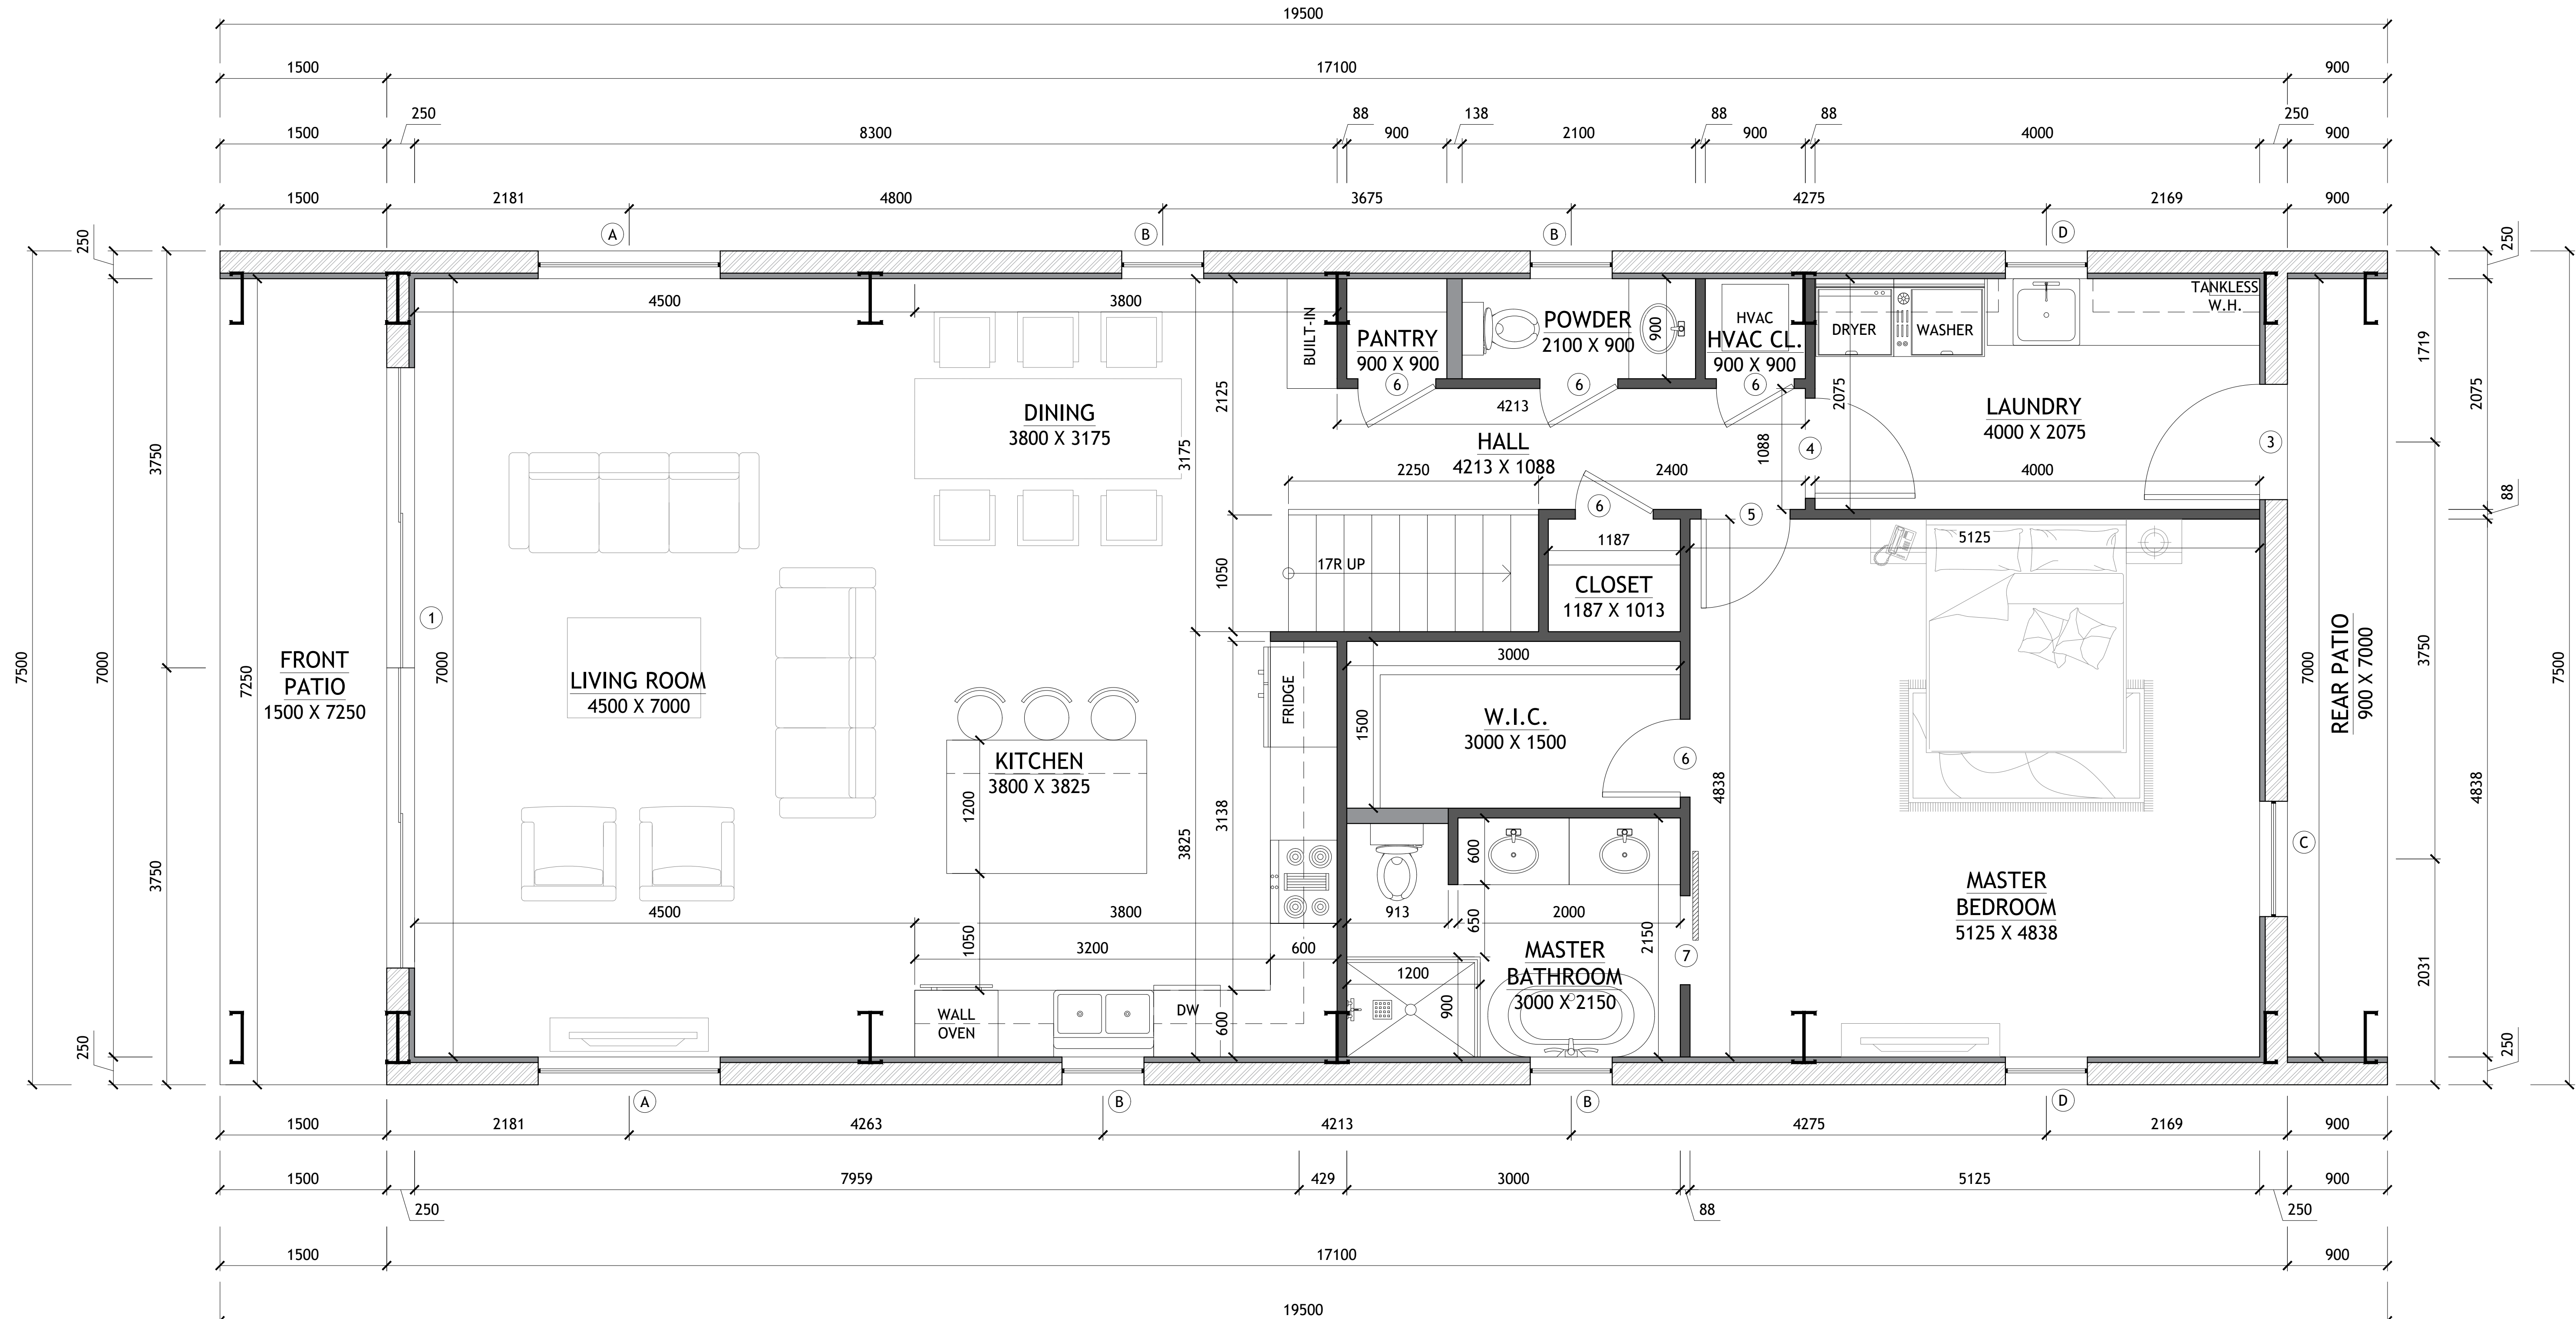 19500
1500 17100 900
250 88 138 88 88 250
1500 8300 900 2100 900 4000 900
1500 2181 4800 3675 4275 2169 900
A B B D
250
7500
7000
250
3750
3750
250
7500
250
2075
88
4838
250
1719
3750
2031
FRONT
PATIO
1500 X 7250
7250
1
7000
4500 3800
LIVING ROOM
4500 X 7000
DINING
3800 X 3175
3175
2125
1050
BUILT-IN
PANTRY
900 X 900
6
POWDER
2100 X 900
900
6
HVAC
HVAC CL.
900 X 900
6
4213
HALL
4213 X 1088
1088
2250 2400
4
2075
DRYER WASHER
TANKLESS
W.H.
LAUNDRY
4000 X 2075
4000
3
17R UP
6
1187
CLOSET
1187 X 1013
5
5125
KITCHEN
3800 X 3825
1200
1050
3825
3138
600
FRIDGE
4500 3800
3200 600
WALL
OVEN
DW
3000
1500
W.I.C.
3000 X 1500
6
4838
600
650
913 2000
2150
MASTER
BATHROOM
3000 X 2150
1200
900
7
MASTER
BEDROOM
5125 X 4838
C
7000
REAR PATIO
900 X 7000
A B B D
1500 2181 4263 4213 4275 2169 900
1500 7959 429 3000 5125 900
250 88 250
1500 17100 900
19500